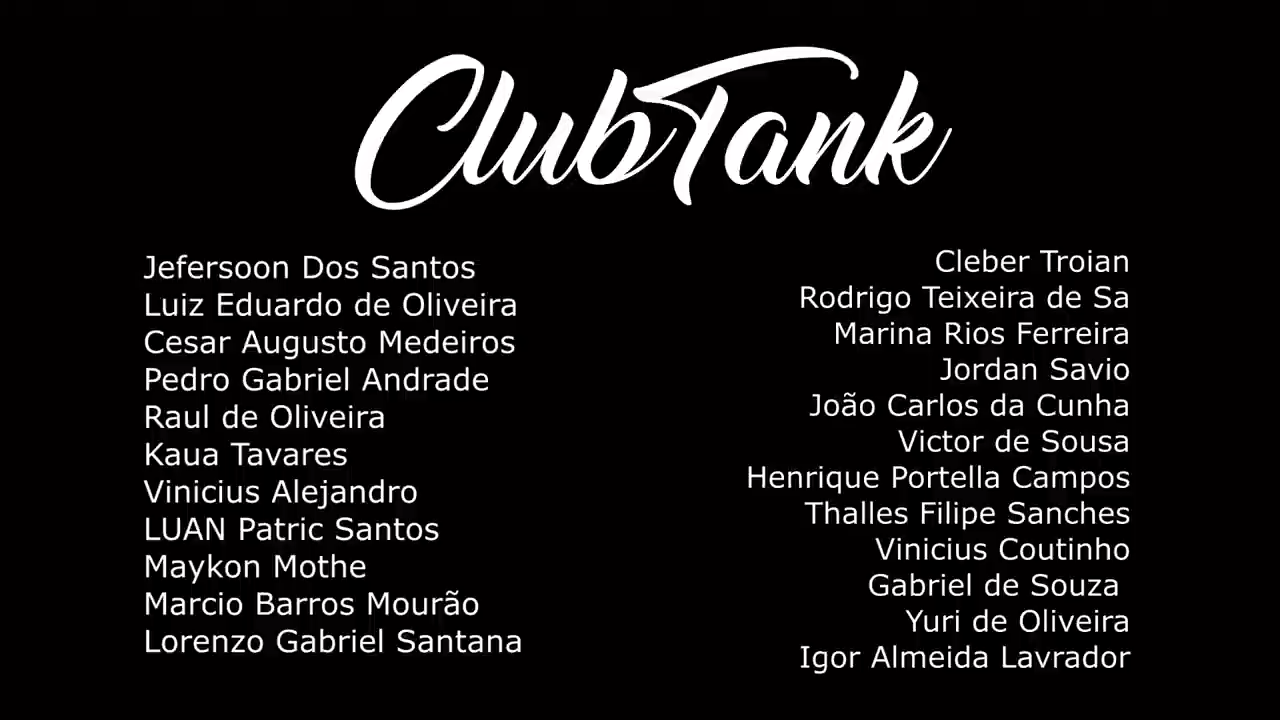 ClubTank
Jefersoon Dos Santos
Luiz Eduardo de Oliveira
Cesar Augusto Medeiros
Pedro Gabriel Andrade
Raul de Oliveira
Kaua Tavares
Vinicius Alejandro
LUAN Patric Santos
Maykon Mothe
Marcio Barros Mourão
Lorenzo Gabriel Santana
Cleber Troian
Rodrigo Teixeira de Sa
Marina Rios Ferreira
Jordan Savio
João Carlos da Cunha
Victor de Sousa
Henrique Portella Campos
Thalles Filipe Sanches
Vinicius Coutinho
Gabriel de Souza
Yuri de Oliveira
Igor Almeida Lavrador